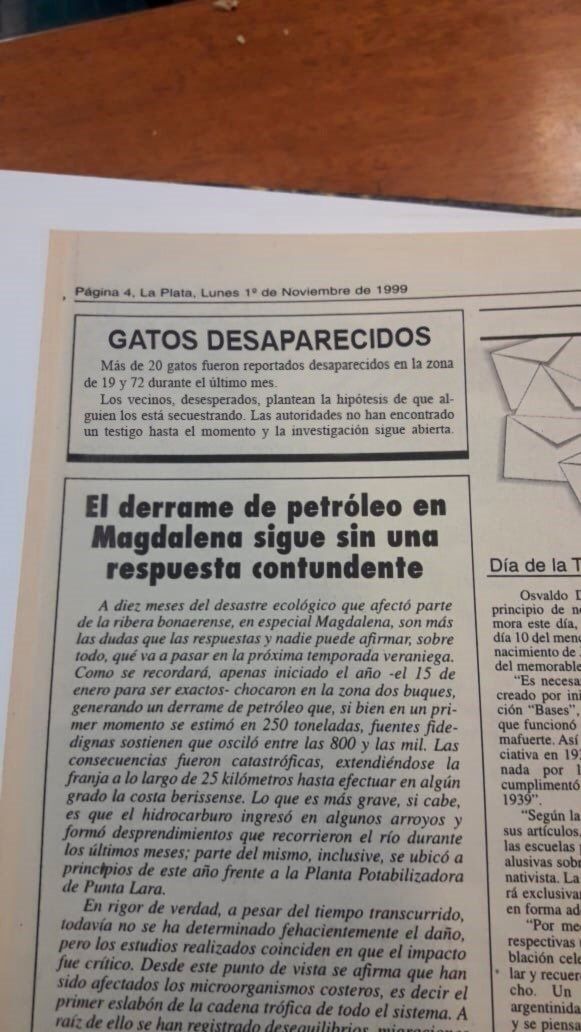 Página 4, La Plata, Lunes 1º de Noviembre de 1999
GATOS DESAPARECIDOS
Más de 20 gatos fueron reportados desaparecidos en la zona
de 19 y 72 durante el último mes.
Los vecinos, desesperados, plantean la hipótesis de que al-
guien los está secuestrando. Las autoridades no han encontrado
un testigo hasta el momento y la investigación sigue abierta.
El derrame de petróleo en
Magdalena sigue sin una
respuesta contundente
A diez meses del desastre ecológico que afectó parte
de la ribera bonaerense, en especial Magdalena, son más
las dudas que las respuestas y nadie puede afirmar, sobre
todo, qué va a pasar en la próxima temporada veraniega.
Como se recordará, apenas iniciado el año -el 15 de
enero para ser exactos- chocaron en la zona dos buques,
generando un derrame de petróleo que, si bien en un pri-
mer momento se estimó en 250 toneladas, fuentes fide-
dignas sostienen que osciló entre las 800 y las mil. Las
consecuencias fueron catastróficas, extendiéndose la
franja a lo largo de 25 kilómetros hasta efectuar en algún
grado la costa berissense. Lo que es más grave, si cabe,
es que el hidrocarburo ingresó en algunos arroyos y
formó desprendimientos que recorrieron el río durante
los últimos meses; parte del mismo, inclusive, se ubicó a
principios de este año frente a la Planta Potabilizadora
de Punta Lara.
En rigor de verdad, a pesar del tiempo transcurrido,
todavía no se ha determinado fehacientemente el daño,
pero los estudios realizados coinciden en que el impacto
fue crítico. Desde este punto de vista se afirma que han
sido afectados los microorganismos costeros, es decir el
primer eslabón de la cadena trófica de todo el sistema. A
raíz de ello se han registrado desequilibrios, migraciones
Día de la T
Osvaldo D
principio de n
mora este día,
día 10 del me
nacimiento de
del memorable
"Es necesa
creado por ini
ción "Bases",
que funcionó
mafuerte. Así
ciativa en 19
nada por l
cumplimentó
1939".
"Según la
sus artículos,
las escuelas
alusivas sob
nativista. La
rá exclusivar
en forma ad
"Por me
respectivas
blación cele
lar y recuer
cho. Un
argentinida
y se pien